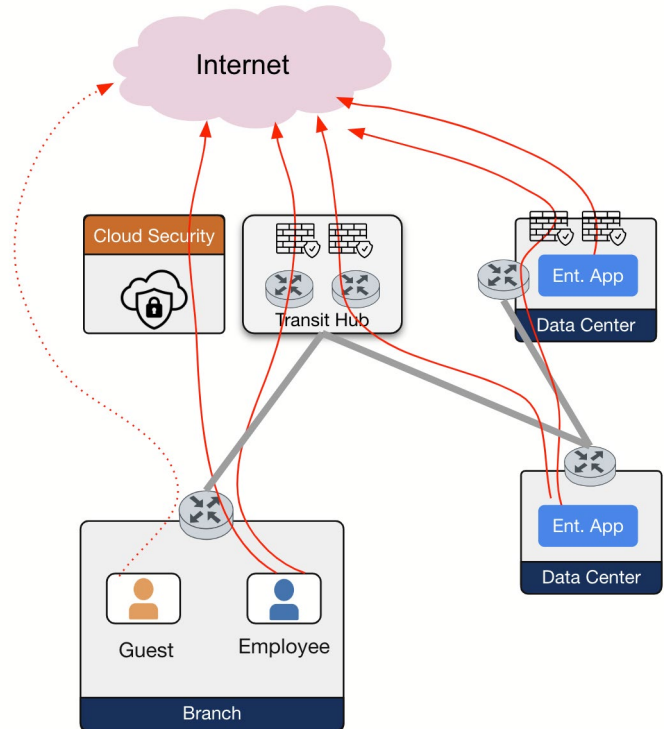 Internet
Cloud Security
Transit Hub
Ent. App
Data Center
Ent. App
Data Center
Guest
Employee
Branch